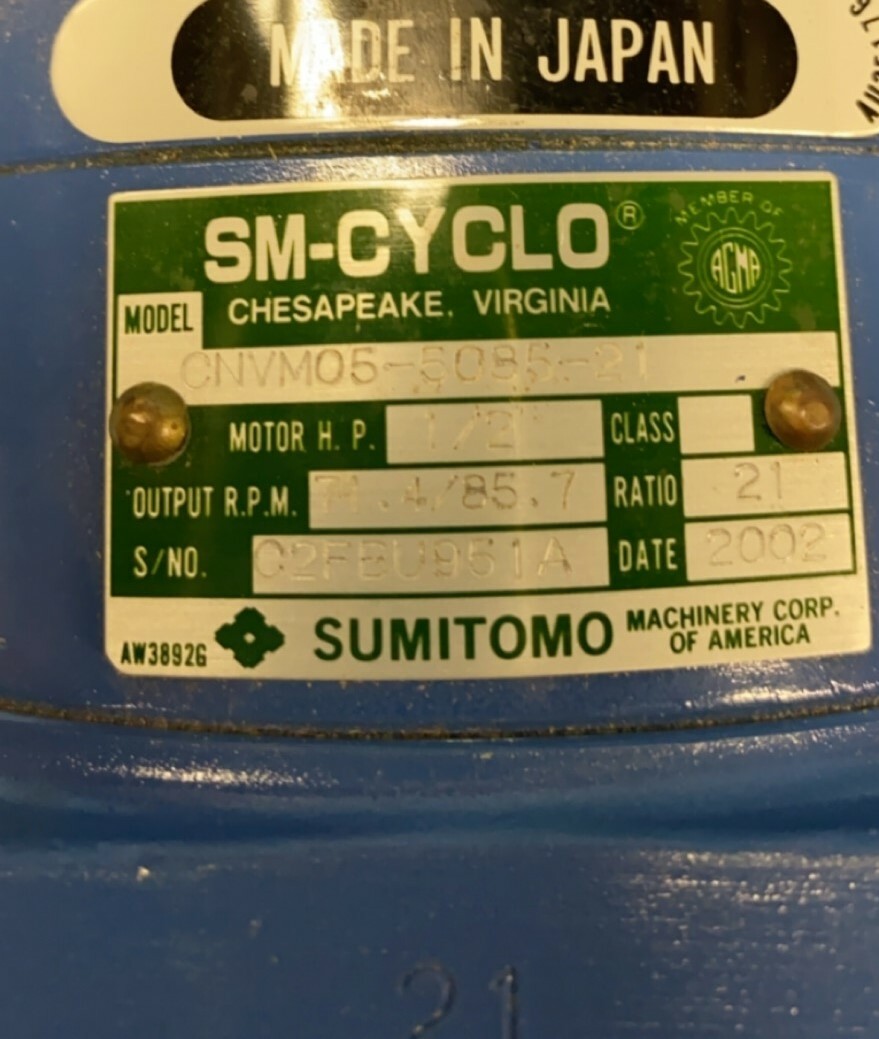 MADE IN JAPAN
SM-CYCLO®
MEMBER OF
AGMA
CHESAPEAKE, VIRGINIA
MODEL
CNVM05-5085-21
MOTOR H. P. 1/2 CLASS
OUTPUT R.P.M. 71.4/85.7 RATIO 21
S/NO. 02FBU951A DATE 2002
AW3892G SUMITOMO MACHINERY CORP.
OF AMERICA
21